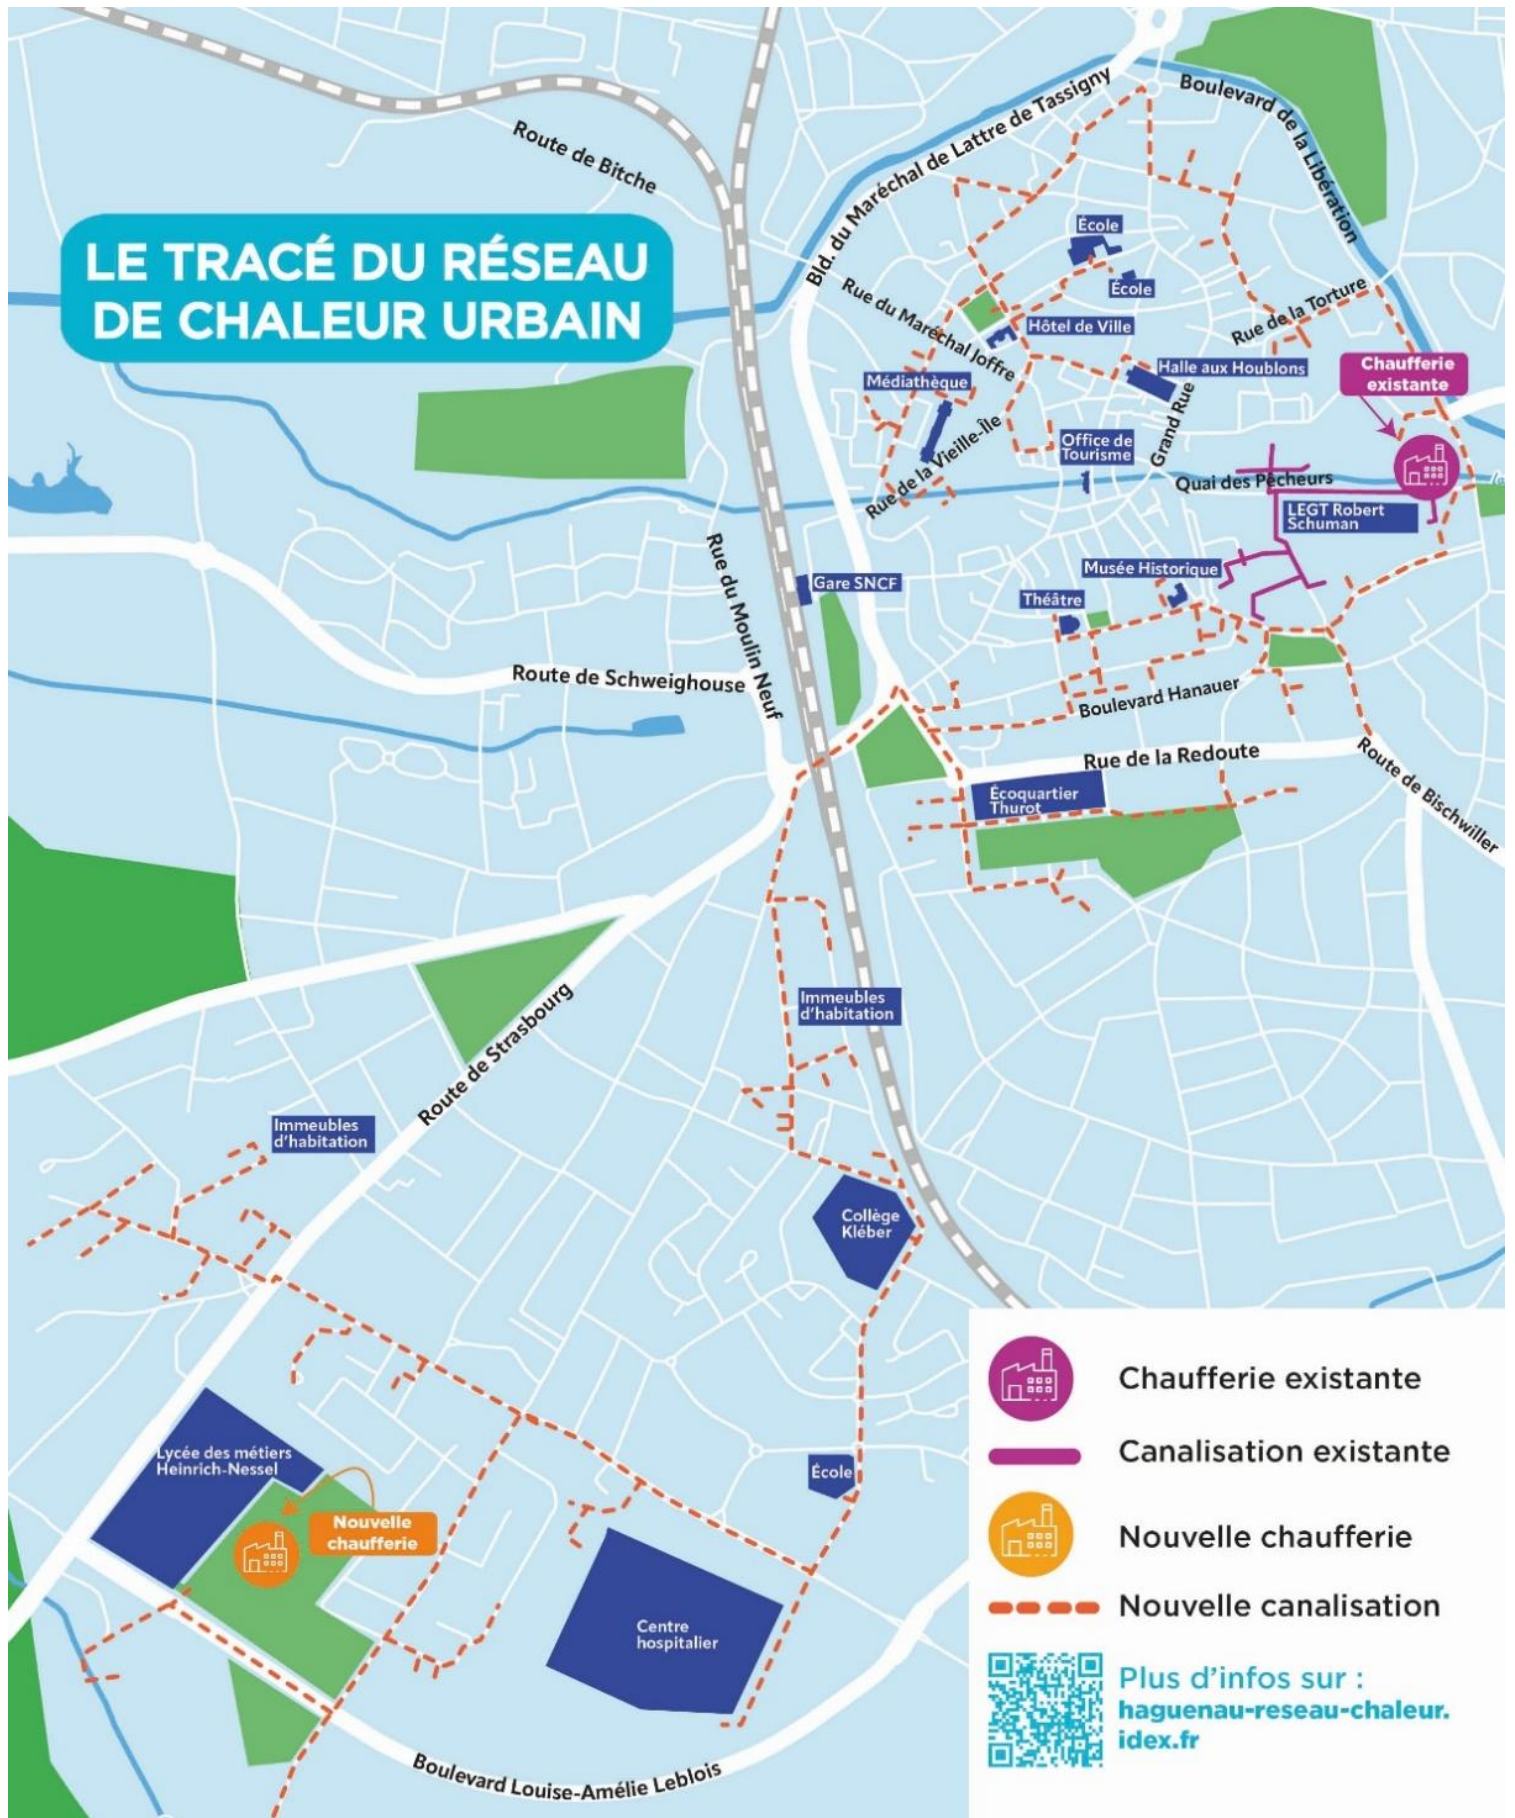 Route de Bitche
Bld. du Maréchal de Lattre de Tassigny
Boulevard de la Libération
LE TRACÉ DU RÉSEAU
DE CHALEUR URBAIN
École
École
Rue du Maréchal Joffre
Hôtel de Ville
Rue de la Torture
Halle aux Houblons
Chaufferie
existante
Médiathèque
Grand Rue
Rue de la Vieille-Île
Office de
Tourisme
Quai des Pêcheurs
LEGT Robert
Schuman
Rue du Moulin Neuf
Gare SNCF
Musée Historique
Théâtre
Route de Schweighouse
Boulevard Hanauer
Rue de la Redoute
Route de Bischwiller
Écoquartier
Thurot
Immeubles
d'habitation
Route de Strasbourg
Immeubles
d'habitation
Collège
Kléber
Lycée des métiers
Heinrich-Nessel
École
Nouvelle
chaufferie
Centre
hospitalier
Boulevard Louise-Amélie Leblois
Chaufferie existante
Canalisation existante
Nouvelle chaufferie
Nouvelle canalisation
Plus d'infos sur :
haguenau-reseau-chaleur.
idex.fr